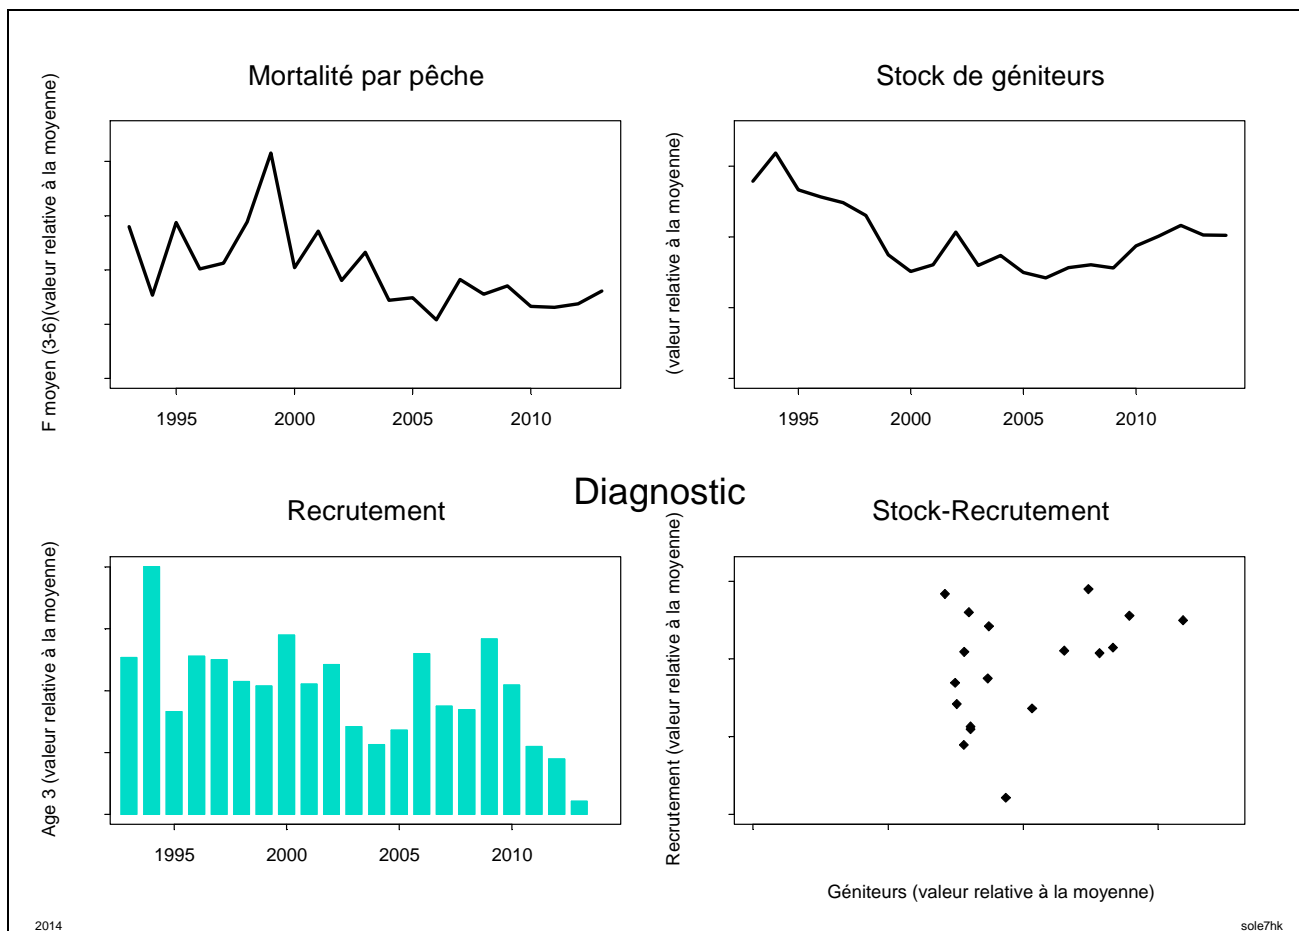 Mortalité par pêche
F moyen (3-6)(valeur relative à la moyenne)
1995 2000 2005 2010
Stock de géniteurs
(valeur relative à la moyenne)
1995 2000 2005 2010
Diagnostic
Recrutement
Age 3 (valeur relative à la moyenne)
1995 2000 2005 2010
Stock-Recrutement
Recrutement (valeur relative à la moyenne)
Géniteurs (valeur relative à la moyenne)
2014
sole7hk